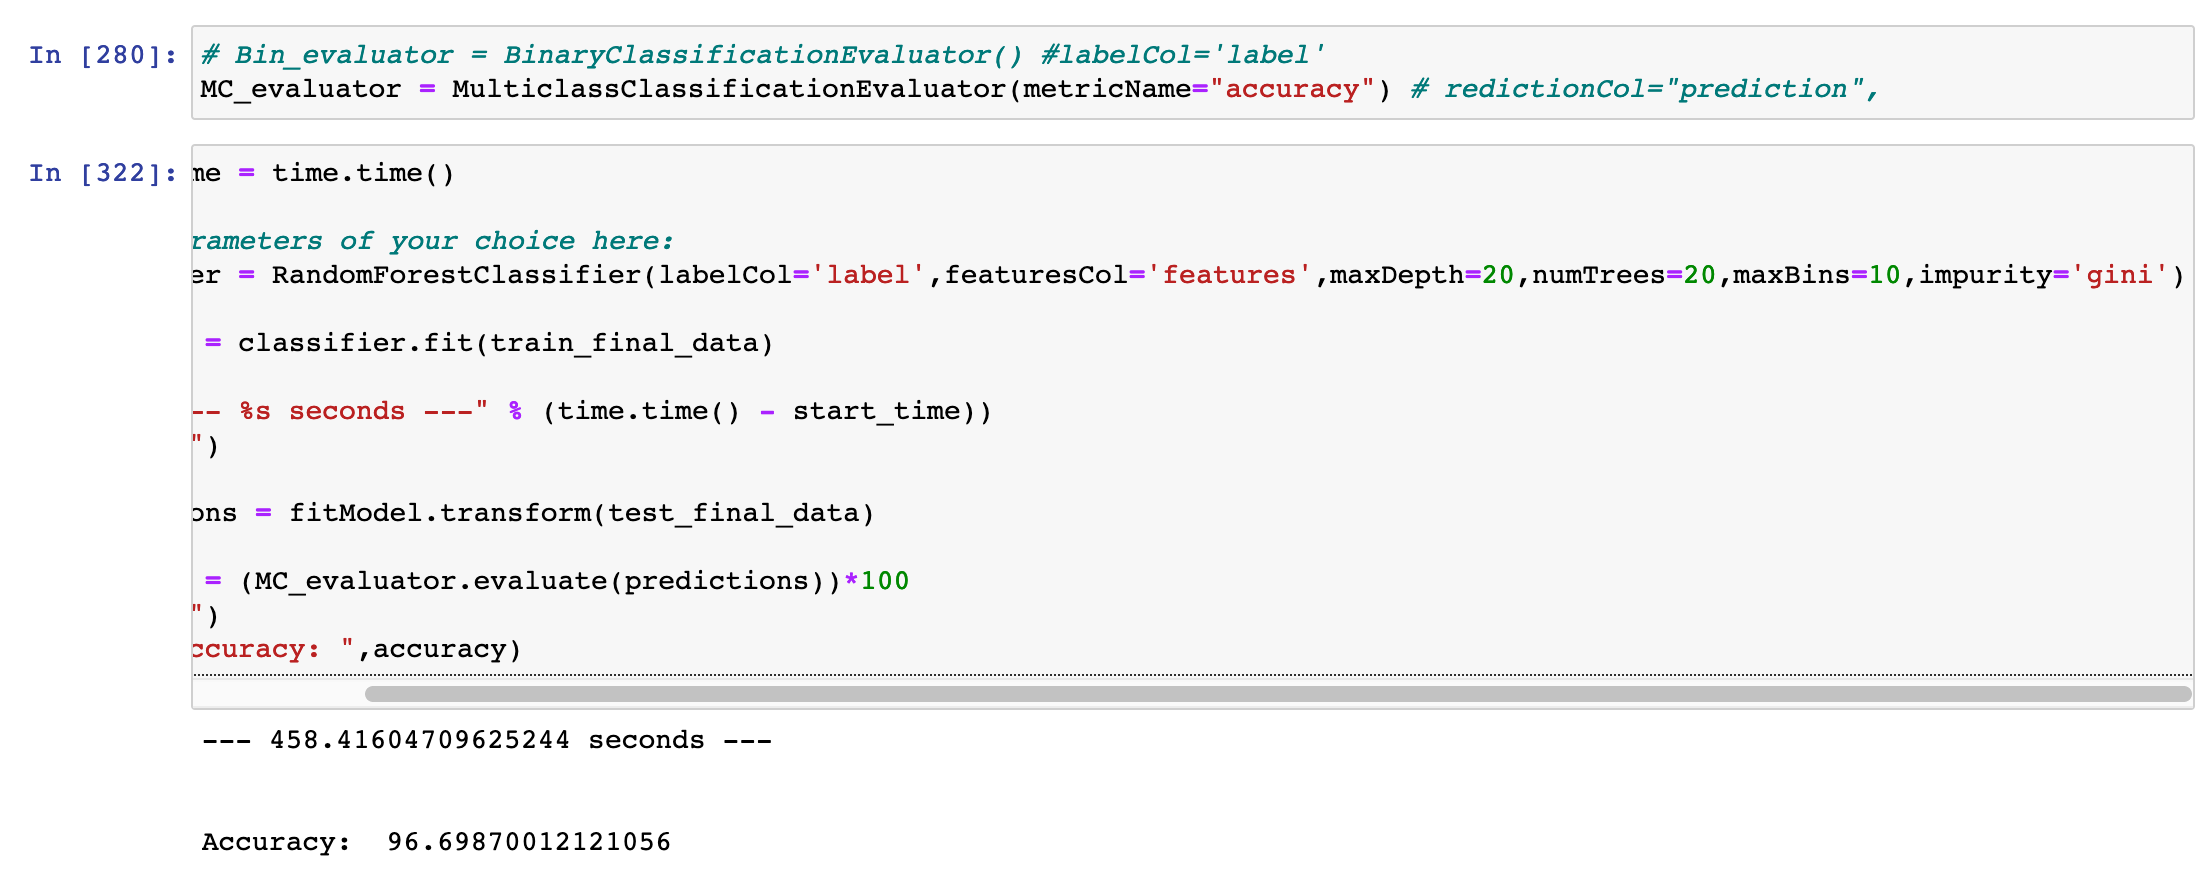 In [280]: # Bin_evaluator = BinaryClassificationEvaluator() #labelCol='label'
MC_evaluator = MulticlassClassificationEvaluator(metricName="accuracy") # redictionCol="prediction",
In [322]: me = time.time()
rameters of your choice here:
er = RandomForestClassifier(labelCol='label',featuresCol='features',maxDepth=20,numTrees=20,maxBins=10,impurity='gini')
= classifier.fit(train_final_data)
-- %s seconds ---" % (time.time() - start_time))
")
ons = fitModel.transform(test_final_data)
= (MC_evaluator.evaluate(predictions))*100
")
ccuracy: ",accuracy)
--- 458.41604709625244 seconds ---
Accuracy:  96.69870012121056